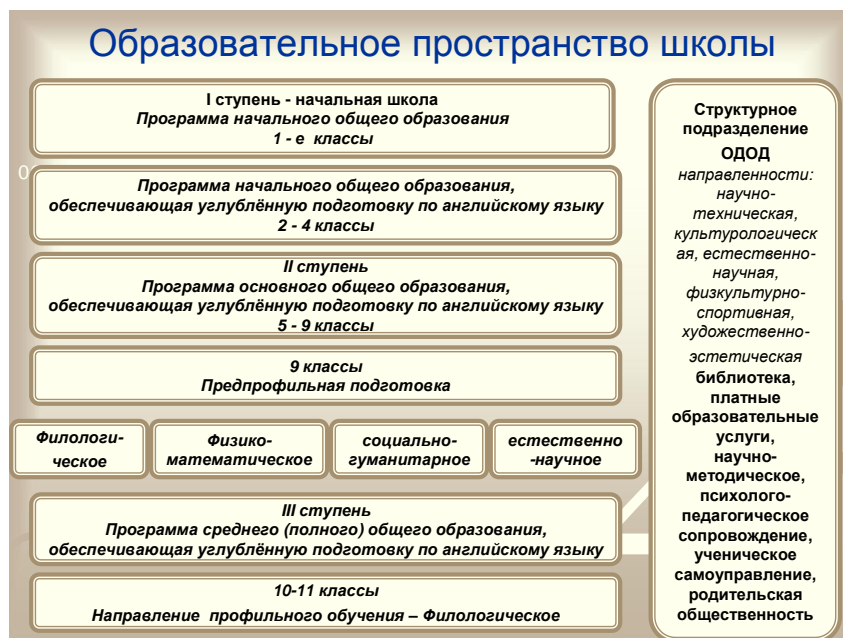 Образовательное пространство школы
I ступень - начальная школа
Программа начального общего образования
1 - е классы
0
Программа начального общего образования,
обеспечивающая углублённую подготовку по английскому языку
2 - 4 классы
II ступень
Программа основного общего образования,
обеспечивающая углублённую подготовку по английскому языку
5 - 9 классы
9 классы
Предпрофильная подготовка
Филологи-
ческое
Физико-
математическое
социально-
гуманитарное
естественно
-научное
III ступень
Программа среднего (полного) общего образования,
обеспечивающая углублённую подготовку по английскому языку
10-11 классы
Направление профильного обучения – Филологическое
Структурное
подразделение
ОДОД
направленности:
научно-
техническая,
культурологическ
ая, естественно-
научная,
физкультурно-
спортивная,
художественно-
эстетическая
библиотека,
платные
образовательные
услуги,
научно-
методическое,
психолого-
педагогическое
сопровождение,
ученическое
самоуправление,
родительская
общественность